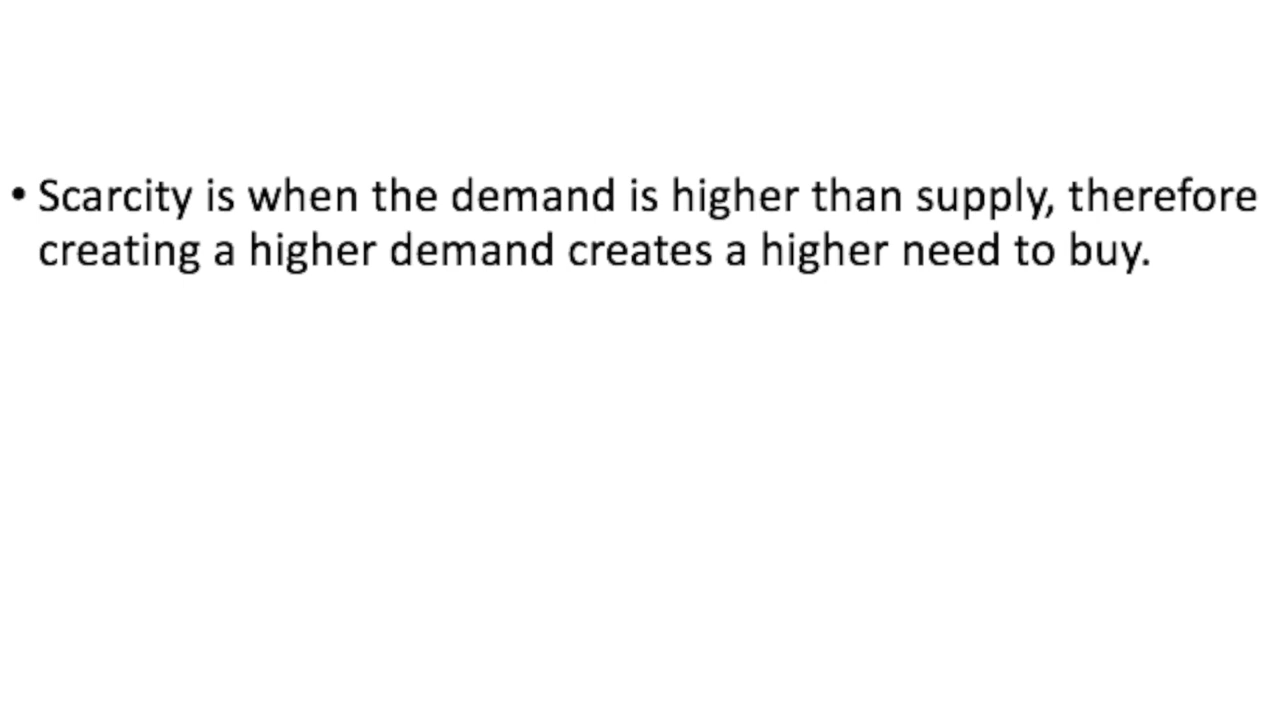 • Scarcity is when the demand is higher than supply, therefore
creating a higher demand creates a higher need to buy.